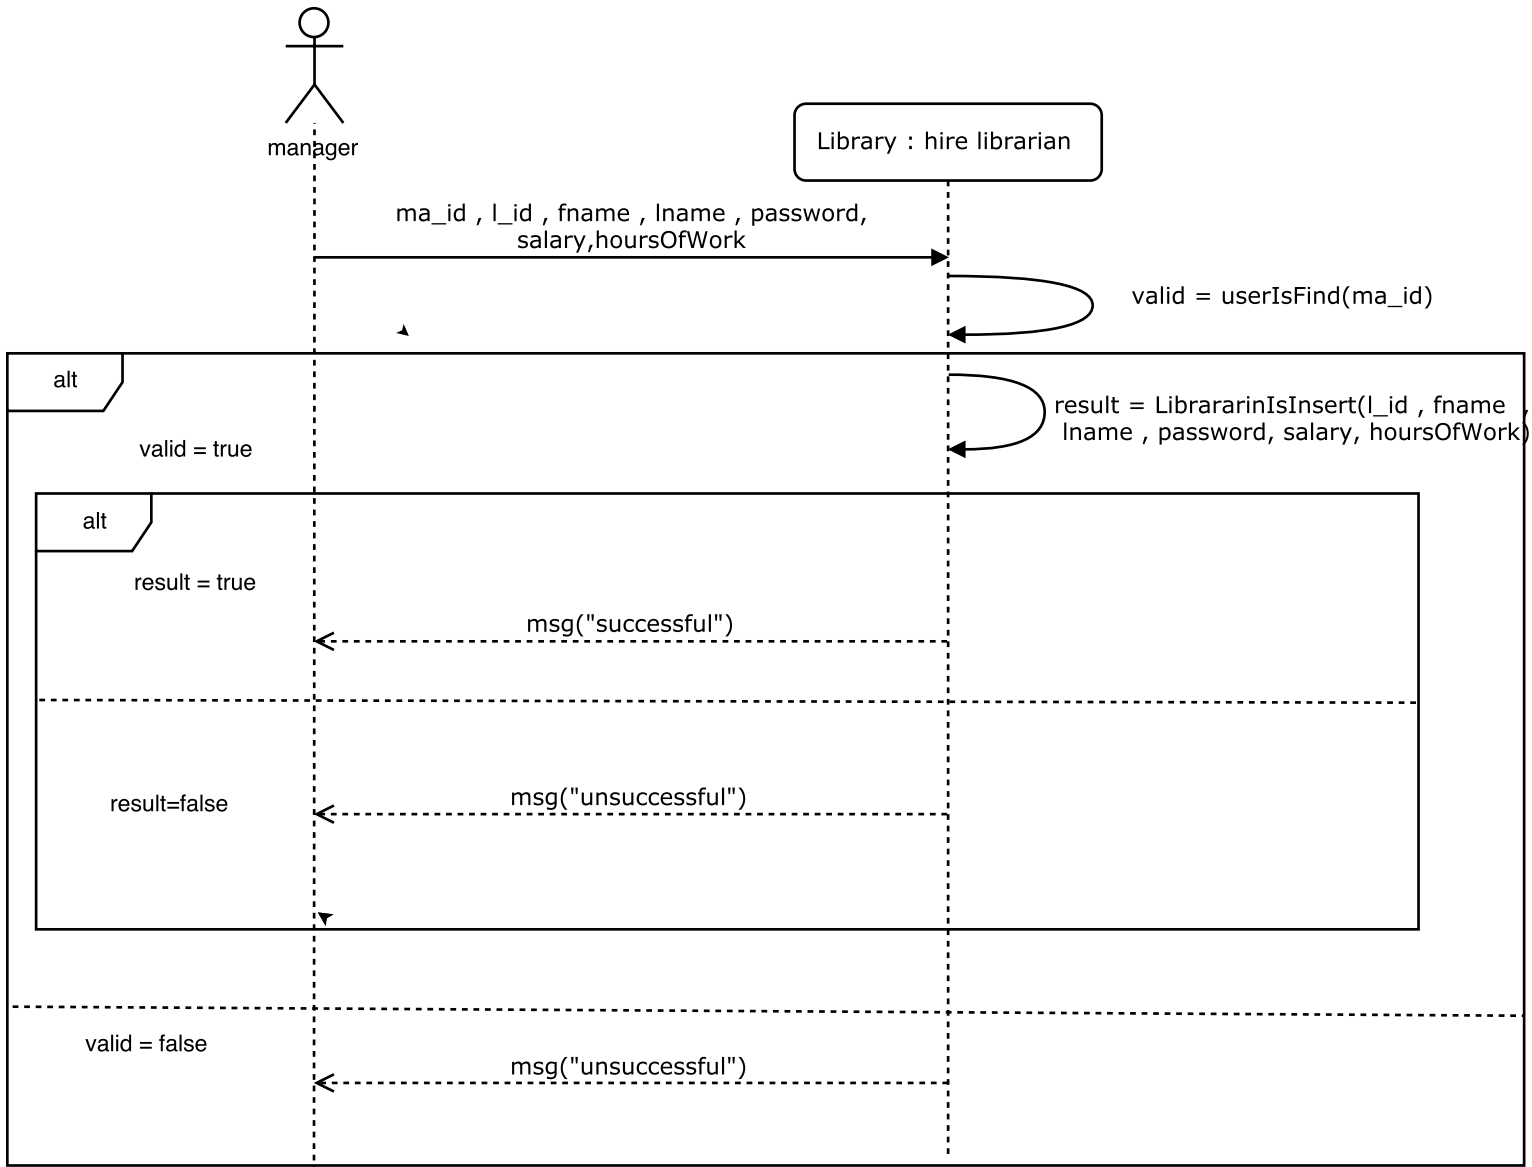 manager
Library : hire librarian
ma_id , l_id , fname , lname , password,
salary,hoursOfWork
valid = userIsFind(ma_id)
alt
result = LibrararinIsInsert(l_id , fname ,
lname , password, salary, hoursOfWork)
valid = true
alt
result = true
msg("successful")
result=false
msg("unsuccessful")
valid = false
msg("unsuccessful")